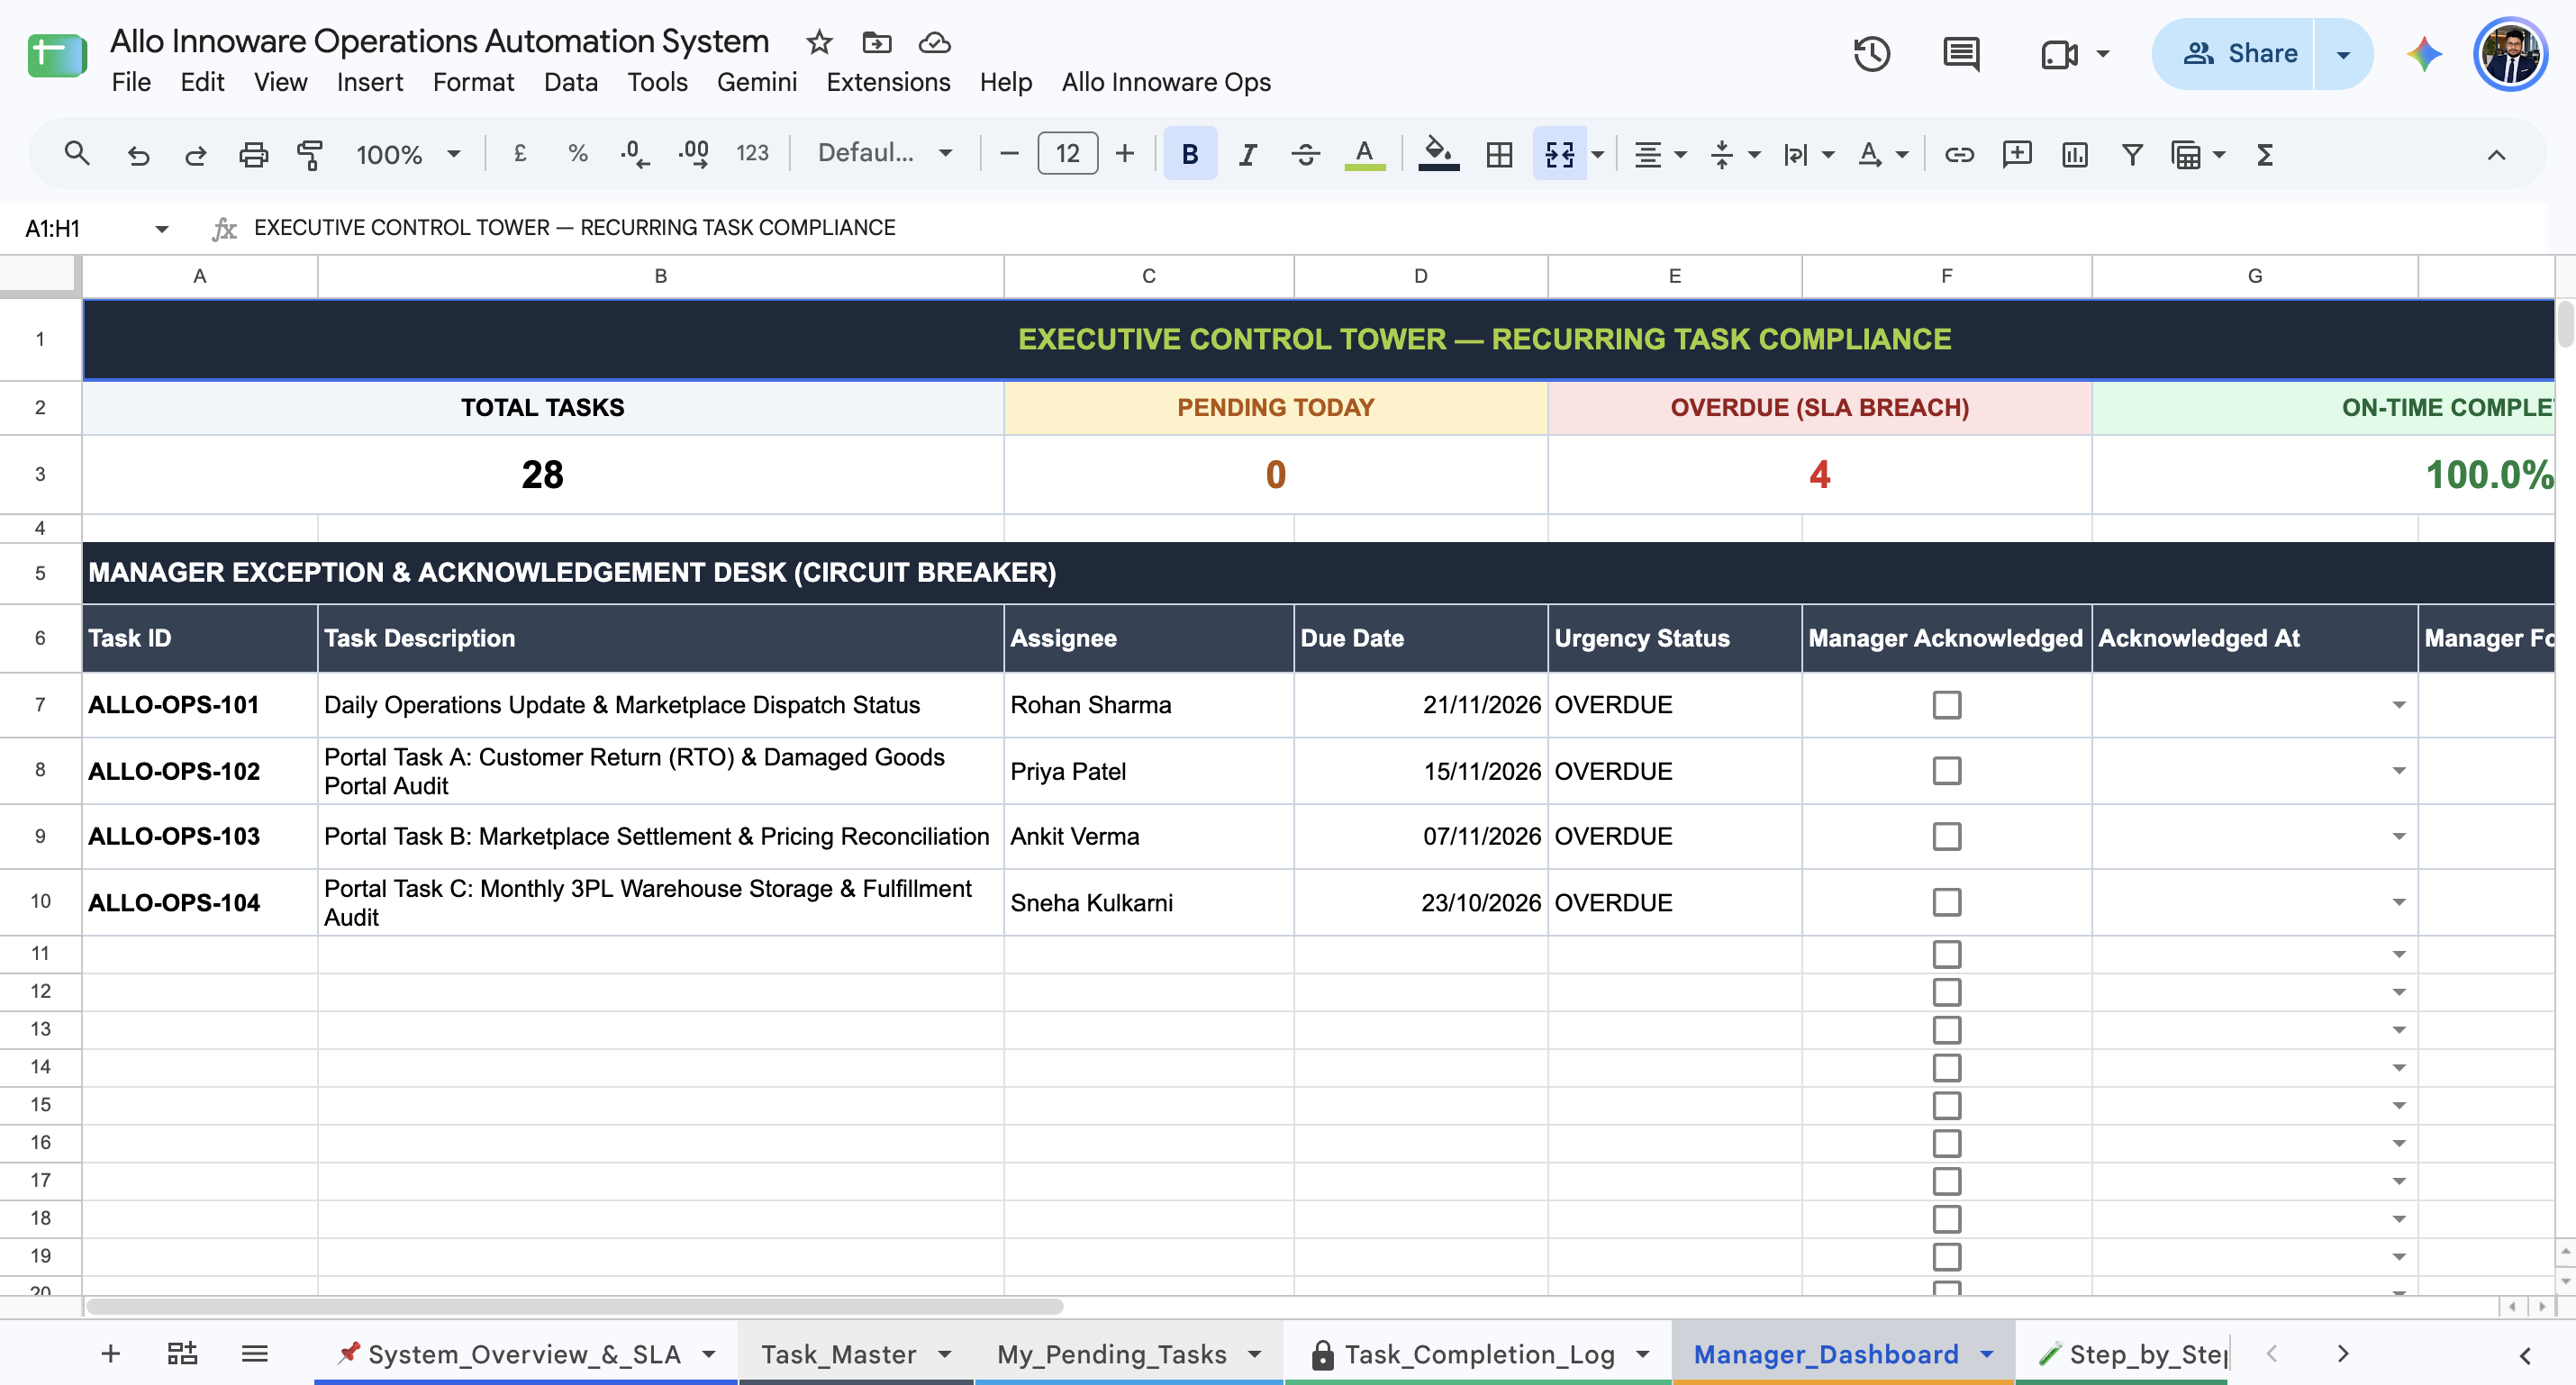 Allo Innoware Operations Automation System
File Edit View Insert Format Data Tools Gemini Extensions Help Allo Innoware Ops
Share
100% £ % .0 .00 123 Defaul... 12 B I A A Σ
A1:H1 fx EXECUTIVE CONTROL TOWER — RECURRING TASK COMPLIANCE
A B C D E F G
1 EXECUTIVE CONTROL TOWER — RECURRING TASK COMPLIANCE
2 TOTAL TASKS PENDING TODAY OVERDUE (SLA BREACH) ON-TIME COMPLE
3 28 0 4 100.0%
4
5 MANAGER EXCEPTION & ACKNOWLEDGEMENT DESK (CIRCUIT BREAKER)
6 Task ID Task Description Assignee Due Date Urgency Status Manager Acknowledged Acknowledged At Manager Fo
7 ALLO-OPS-101 Daily Operations Update & Marketplace Dispatch Status Rohan Sharma 21/11/2026 OVERDUE
8 ALLO-OPS-102 Portal Task A: Customer Return (RTO) & Damaged Goods
Portal Audit Priya Patel 15/11/2026 OVERDUE
9 ALLO-OPS-103 Portal Task B: Marketplace Settlement & Pricing Reconciliation Ankit Verma 07/11/2026 OVERDUE
10 ALLO-OPS-104 Portal Task C: Monthly 3PL Warehouse Storage & Fulfillment
Audit Sneha Kulkarni 23/10/2026 OVERDUE
11
12
13
14
15
16
17
18
19
20
System_Overview_&_SLA Task_Master My_Pending_Tasks Task_Completion_Log Manager_Dashboard Step_by_Step